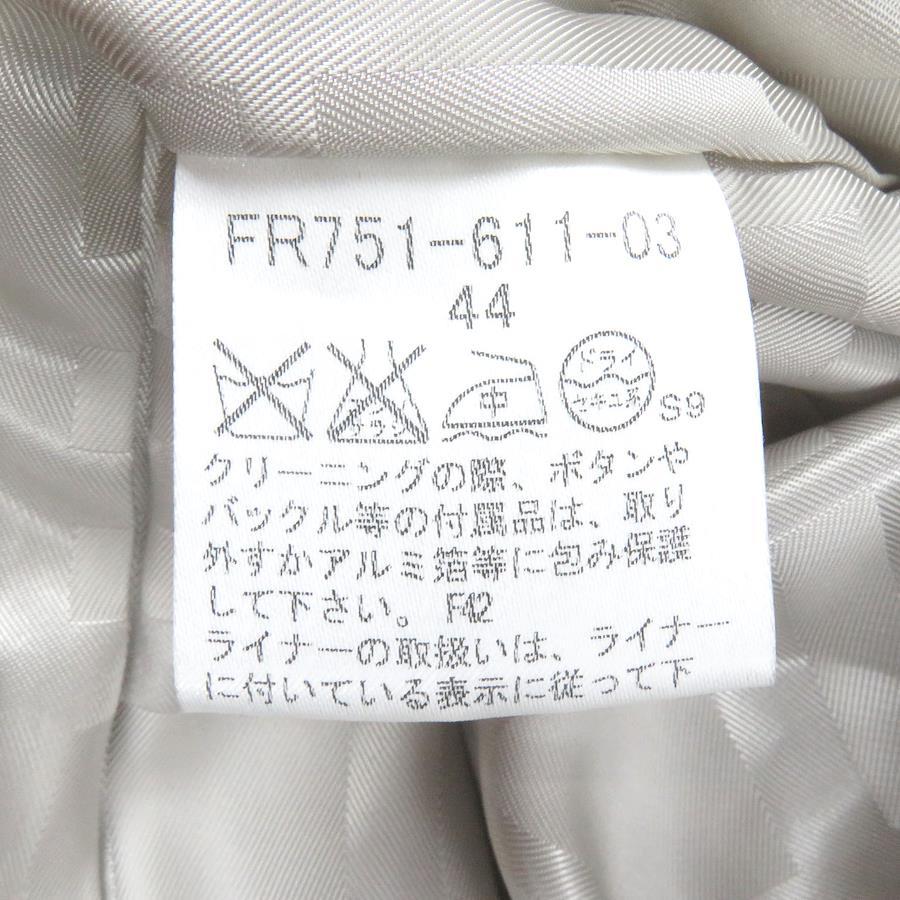 FR751-611-03
44
エンソ
中
ドライ
セキユ系
S9
クリーニングの際、ボタンや
バックル等の付属品は、取り
外すかアルミ箔等に包み保護
して下さい。 F42
ライナーの取扱いは、ライナー
に付いている表示に従って下